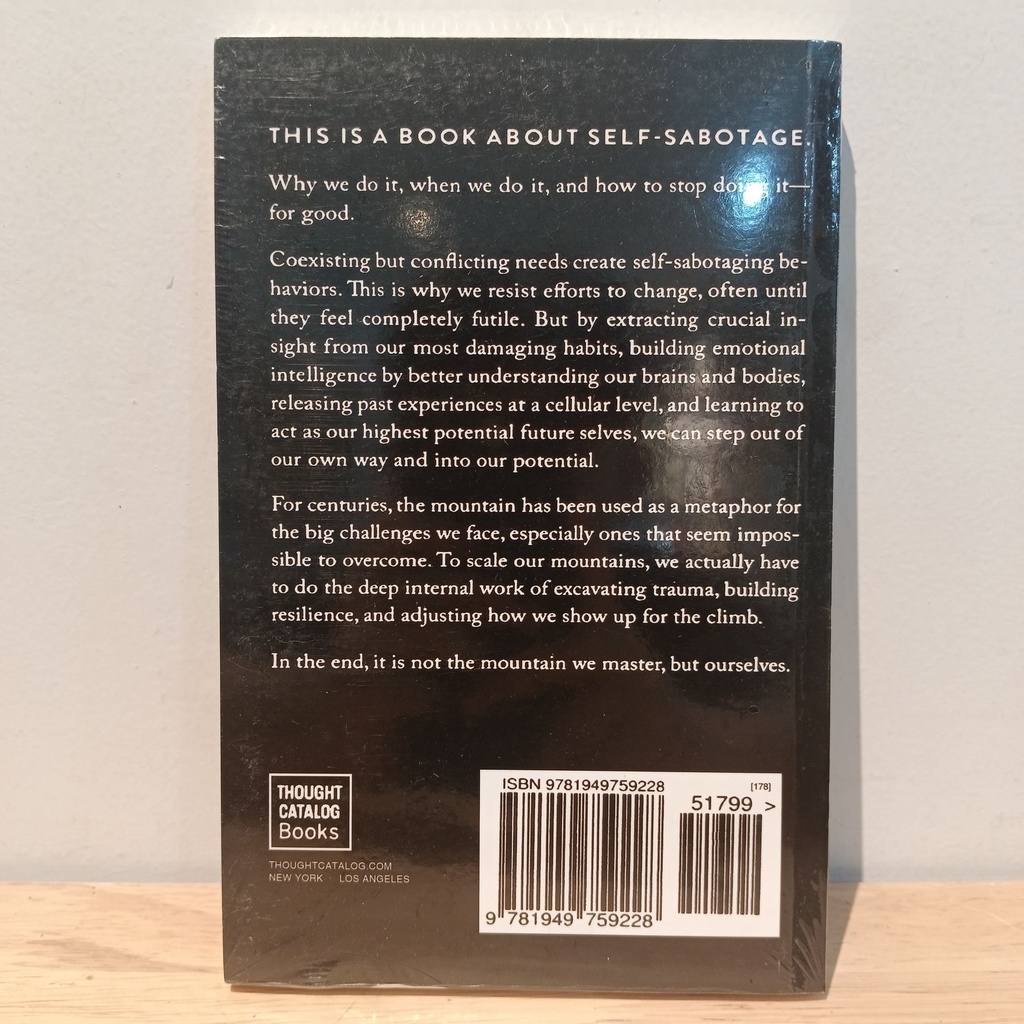 THIS IS A BOOK ABOUT SELF-SABOTAGE.
Why we do it, when we do it, and how to stop doing it—
for good.
Coexisting but conflicting needs create self-sabotaging be-
haviors. This is why we resist efforts to change, often until
they feel completely futile. But by extracting crucial in-
sight from our most damaging habits, building emotional
intelligence by better understanding our brains and bodies,
releasing past experiences at a cellular level, and learning to
act as our highest potential future selves, we can step out of
our own way and into our potential.
For centuries, the mountain has been used as a metaphor for
the big challenges we face, especially ones that seem impos-
sible to overcome. To scale our mountains, we actually have
to do the deep internal work of excavating trauma, building
resilience, and adjusting how we show up for the climb.
In the end, it is not the mountain we master, but ourselves.
THOUGHT
CATALOG
Books
THOUGHTCATALOG.COM
NEW YORK · LOS ANGELES
ISBN 9781949759228
[178]
51799 >
9 781949 759228